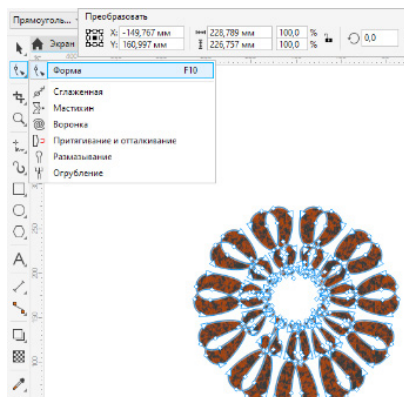 Преобразовать
Прямоуголь...
X: -149,767 мм 228,789 мм 100,0 %
Y: 160,997 мм 226,757 мм 100,0 % 0,0
Экран
Форма F10
Сглаженная
Мастихин
Воронка
Притягивание и отталкивание
Размазывание
Огрубление